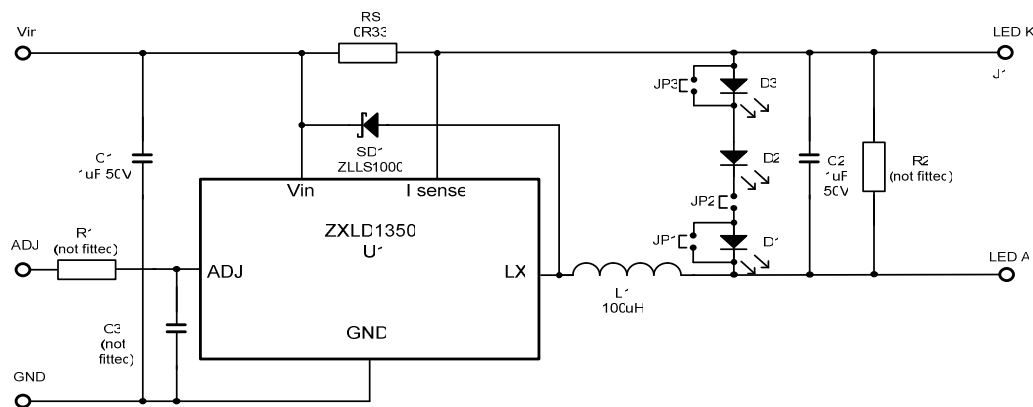 Vin
RS
0R33
LED K
J1
JP3
D3
SD1
ZLLS1000
C1
1uF 50V
D2
C2
1uF
50V
R2
(not fitted)
Vin
I sense
JP2
ZXLD1350
U1
R1
(not fitted)
ADJ
ADJ
LX
JP1
D1
LED A
L1
100uH
C3
(not
fitted)
GND
GND